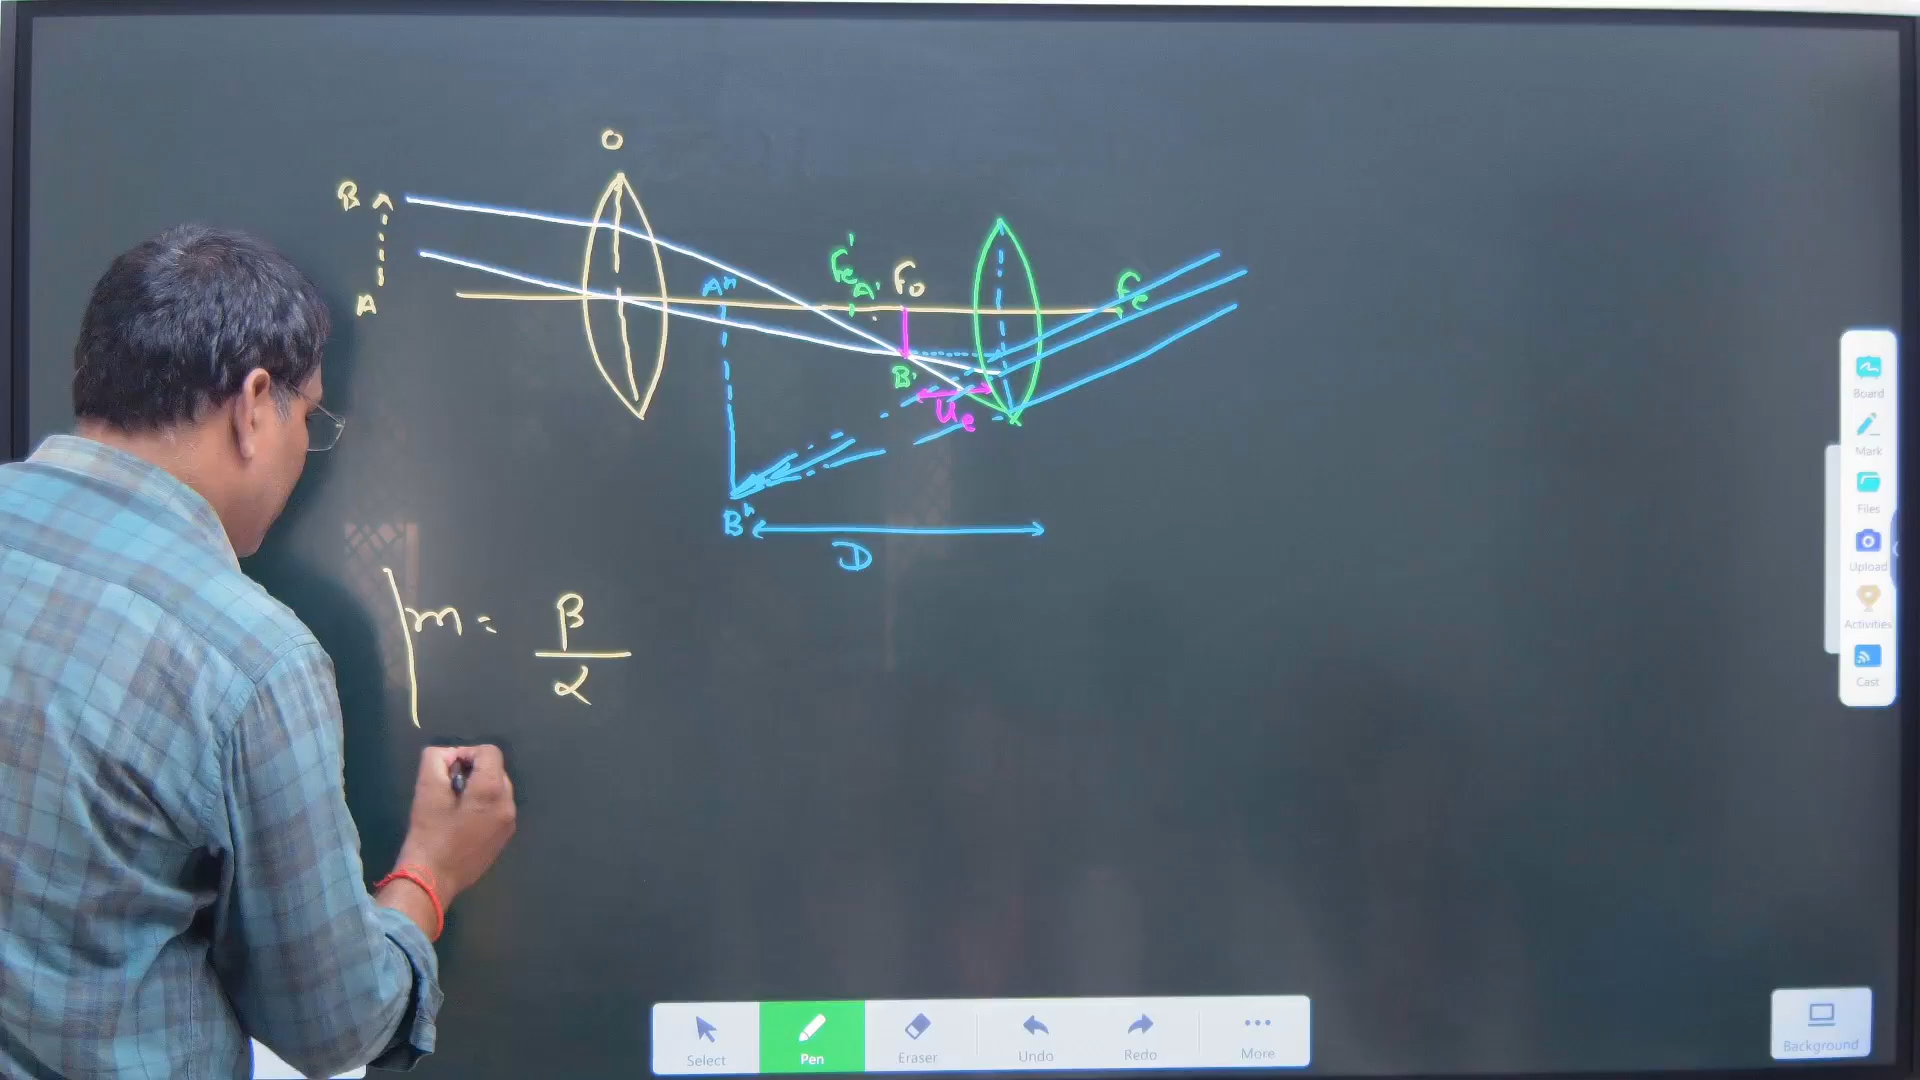 O
B
A
A"
Fe'
A'
Fo
Fe
B'
ue
B"
D
m = β
α
Board
Mark
Files
Upload
Activities
Cast
Select
Pen
Eraser
Undo
Redo
More
Background